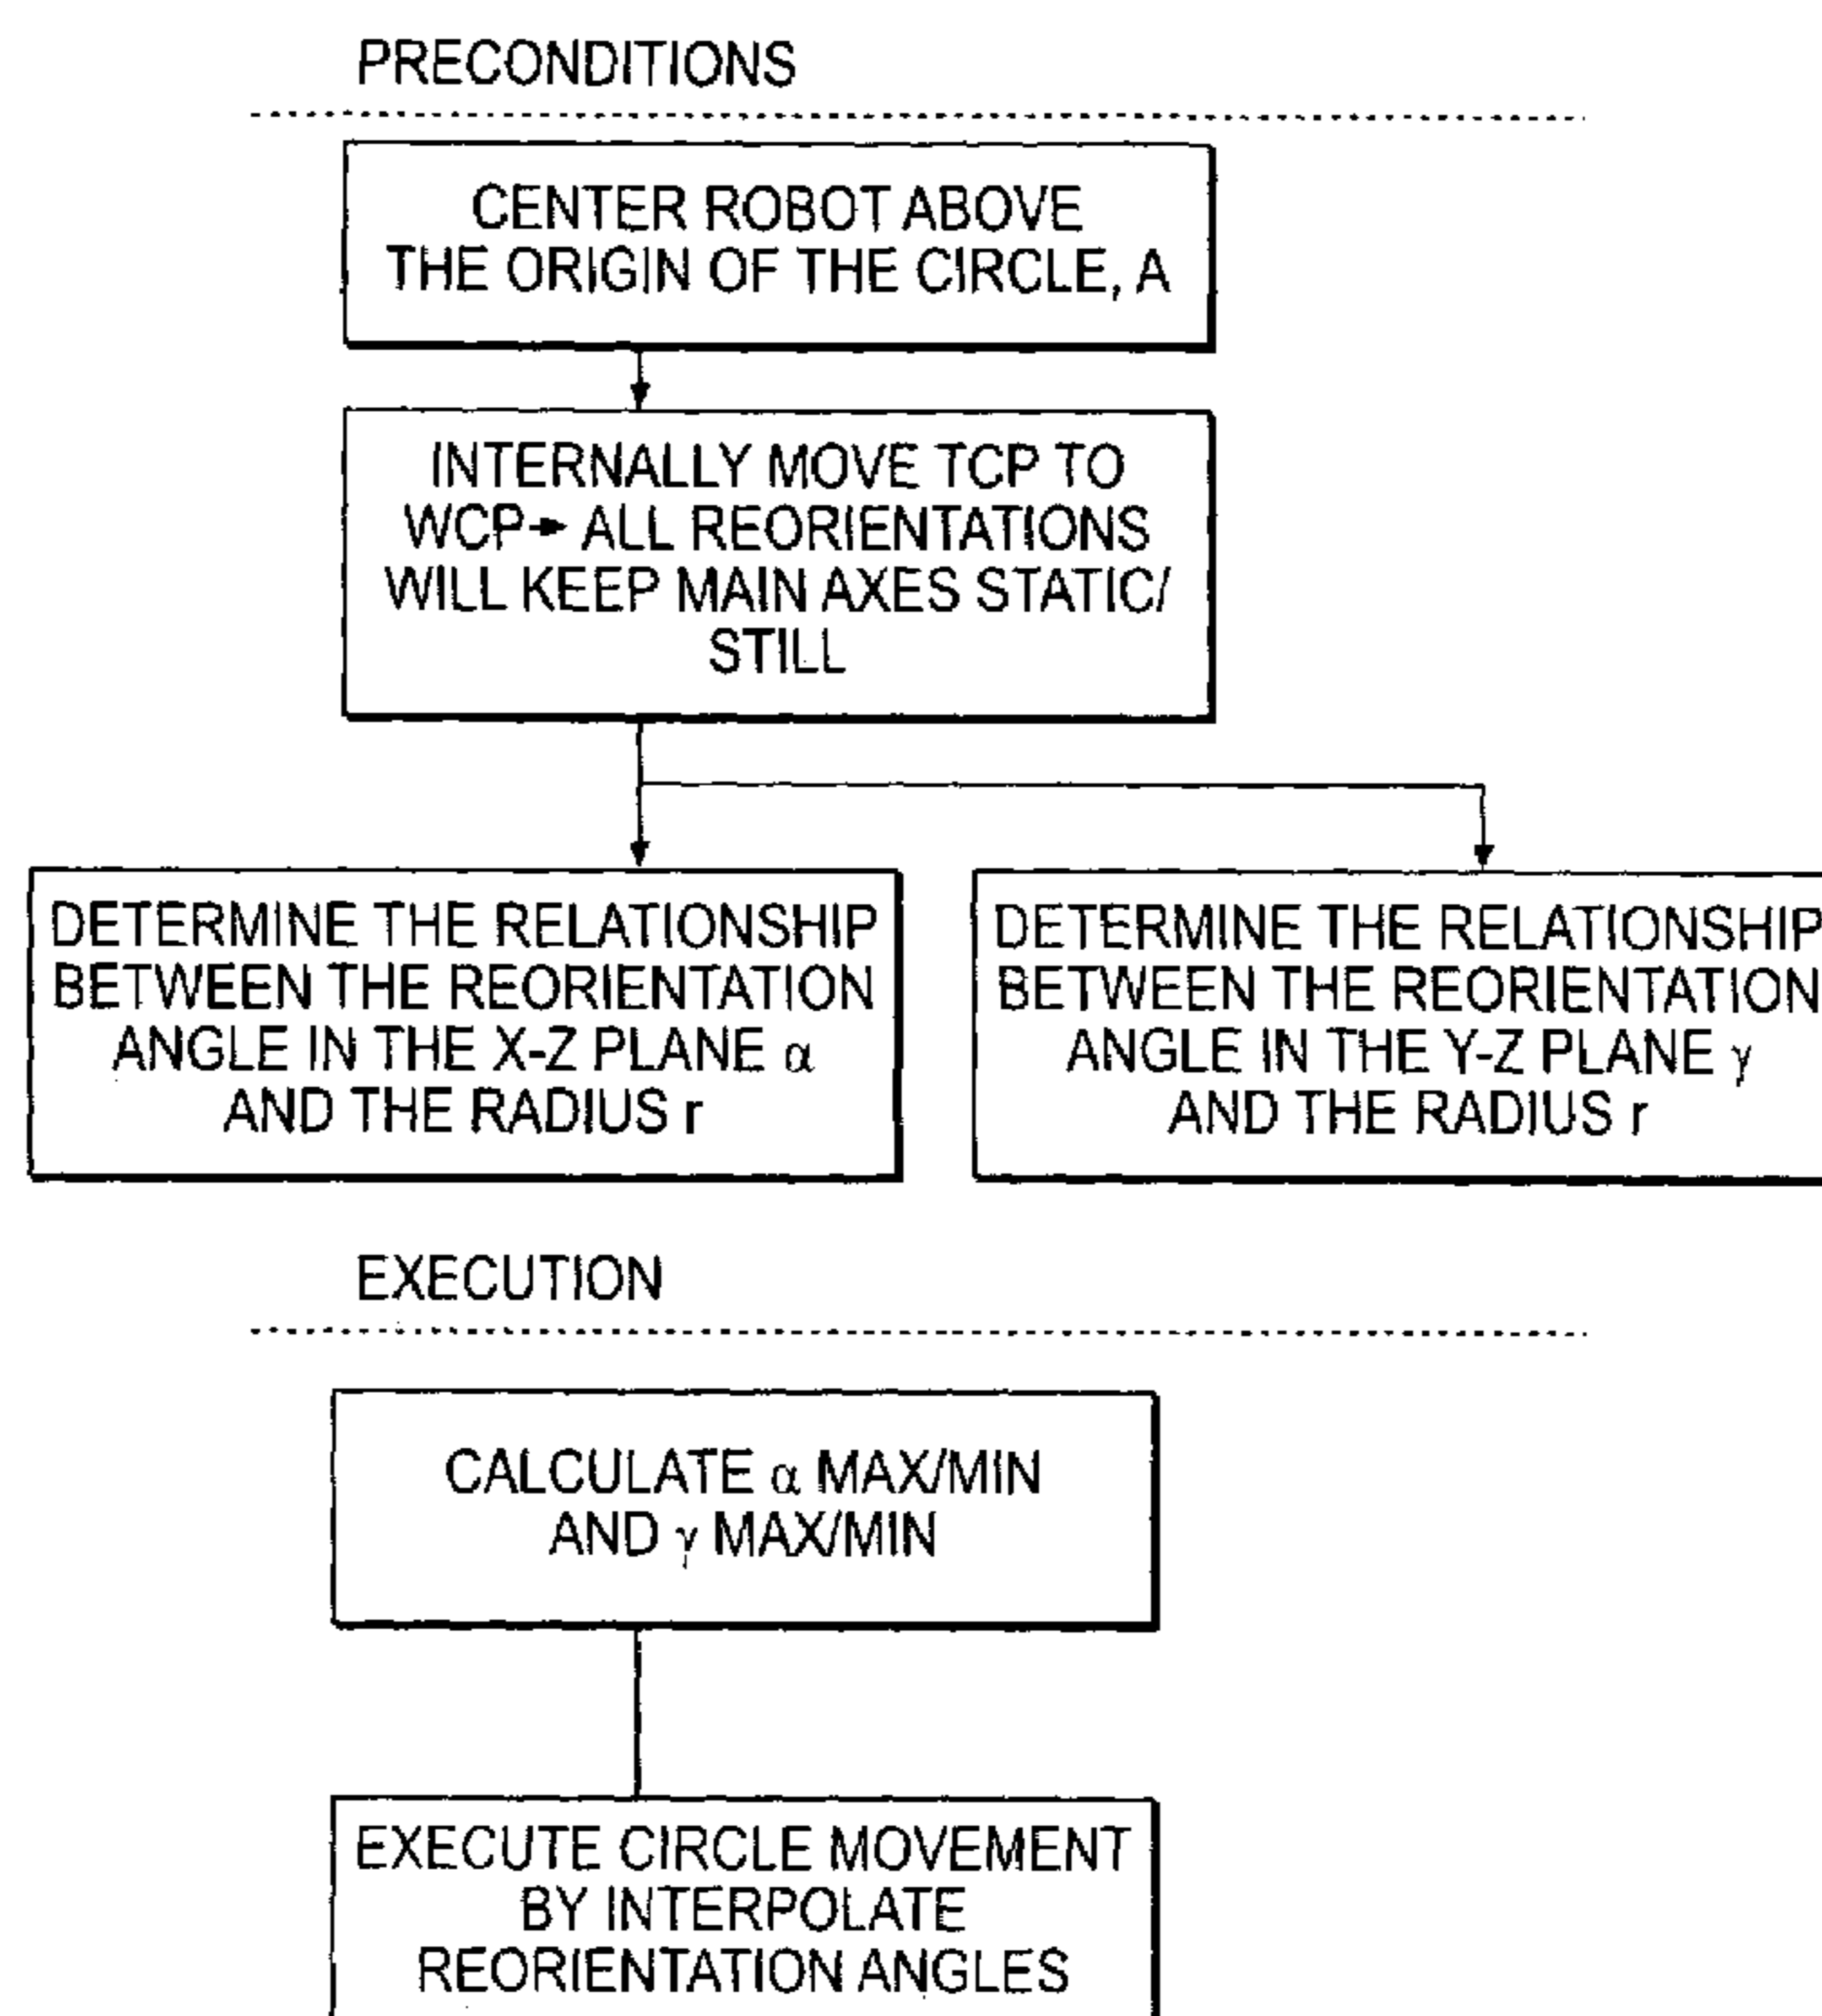 PRECONDITIONS
CENTER ROBOT ABOVE
THE ORIGIN OF THE CIRCLE, A
INTERNALLY MOVE TCP TO
WCP→ ALL REORIENTATIONS
WILL KEEP MAIN AXES STATIC/
STILL
DETERMINE THE RELATIONSHIP
BETWEEN THE REORIENTATION
ANGLE IN THE X-Z PLANE α
AND THE RADIUS r
DETERMINE THE RELATIONSHIP
BETWEEN THE REORIENTATION
ANGLE IN THE Y-Z PLANE γ
AND THE RADIUS r
EXECUTION
CALCULATE α MAX/MIN
AND γ MAX/MIN
EXECUTE CIRCLE MOVEMENT
BY INTERPOLATE
REORIENTATION ANGLES